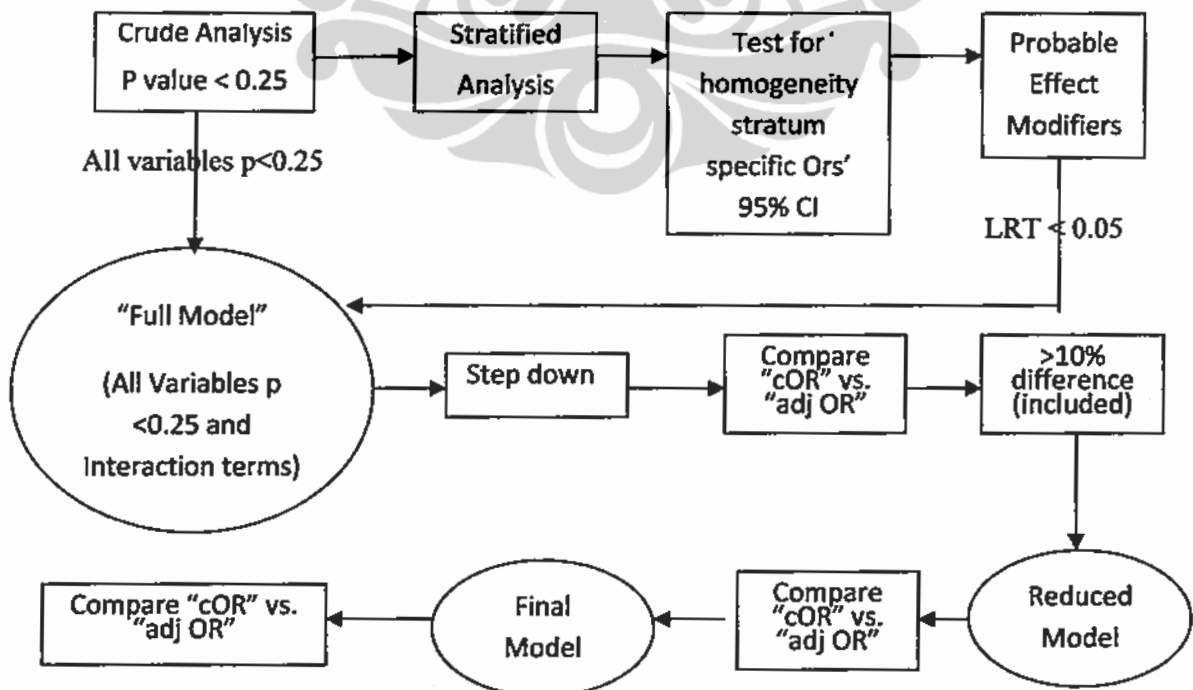 Crude Analysis
P value < 0.25
Stratified
Analysis
Test for'
homogeneity
stratum
specific Ors'
95% CI
Probable
Effect
Modifiers
All variables p<0.25
LRT < 0.05
"Full Model"
(All Variables p
<0.25 and
Interaction terms)
Step down
Compare
"cOR" vs.
"adj OR"
>10%
difference
(included)
Reduced
Model
Compare
"cOR" vs.
"adj OR"
Final
Model
Compare "cOR" vs.
"adj OR"